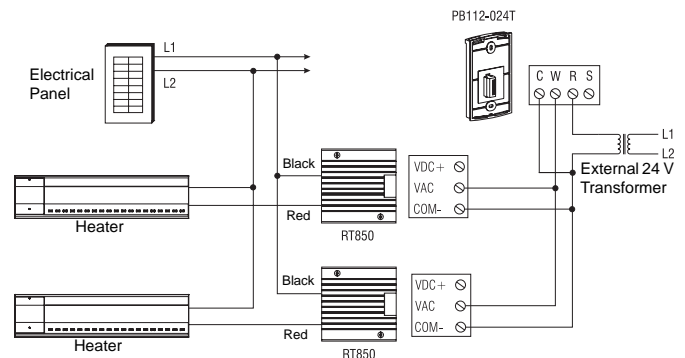 PB112-024T
L1
L2
Electrical
Panel
C W R S
L1
L2
External 24 V
Transformer
Black
VDC+
VAC
COM-
Red
RT850
Heater
Black
VDC+
VAC
COM-
Red
RT850
Heater